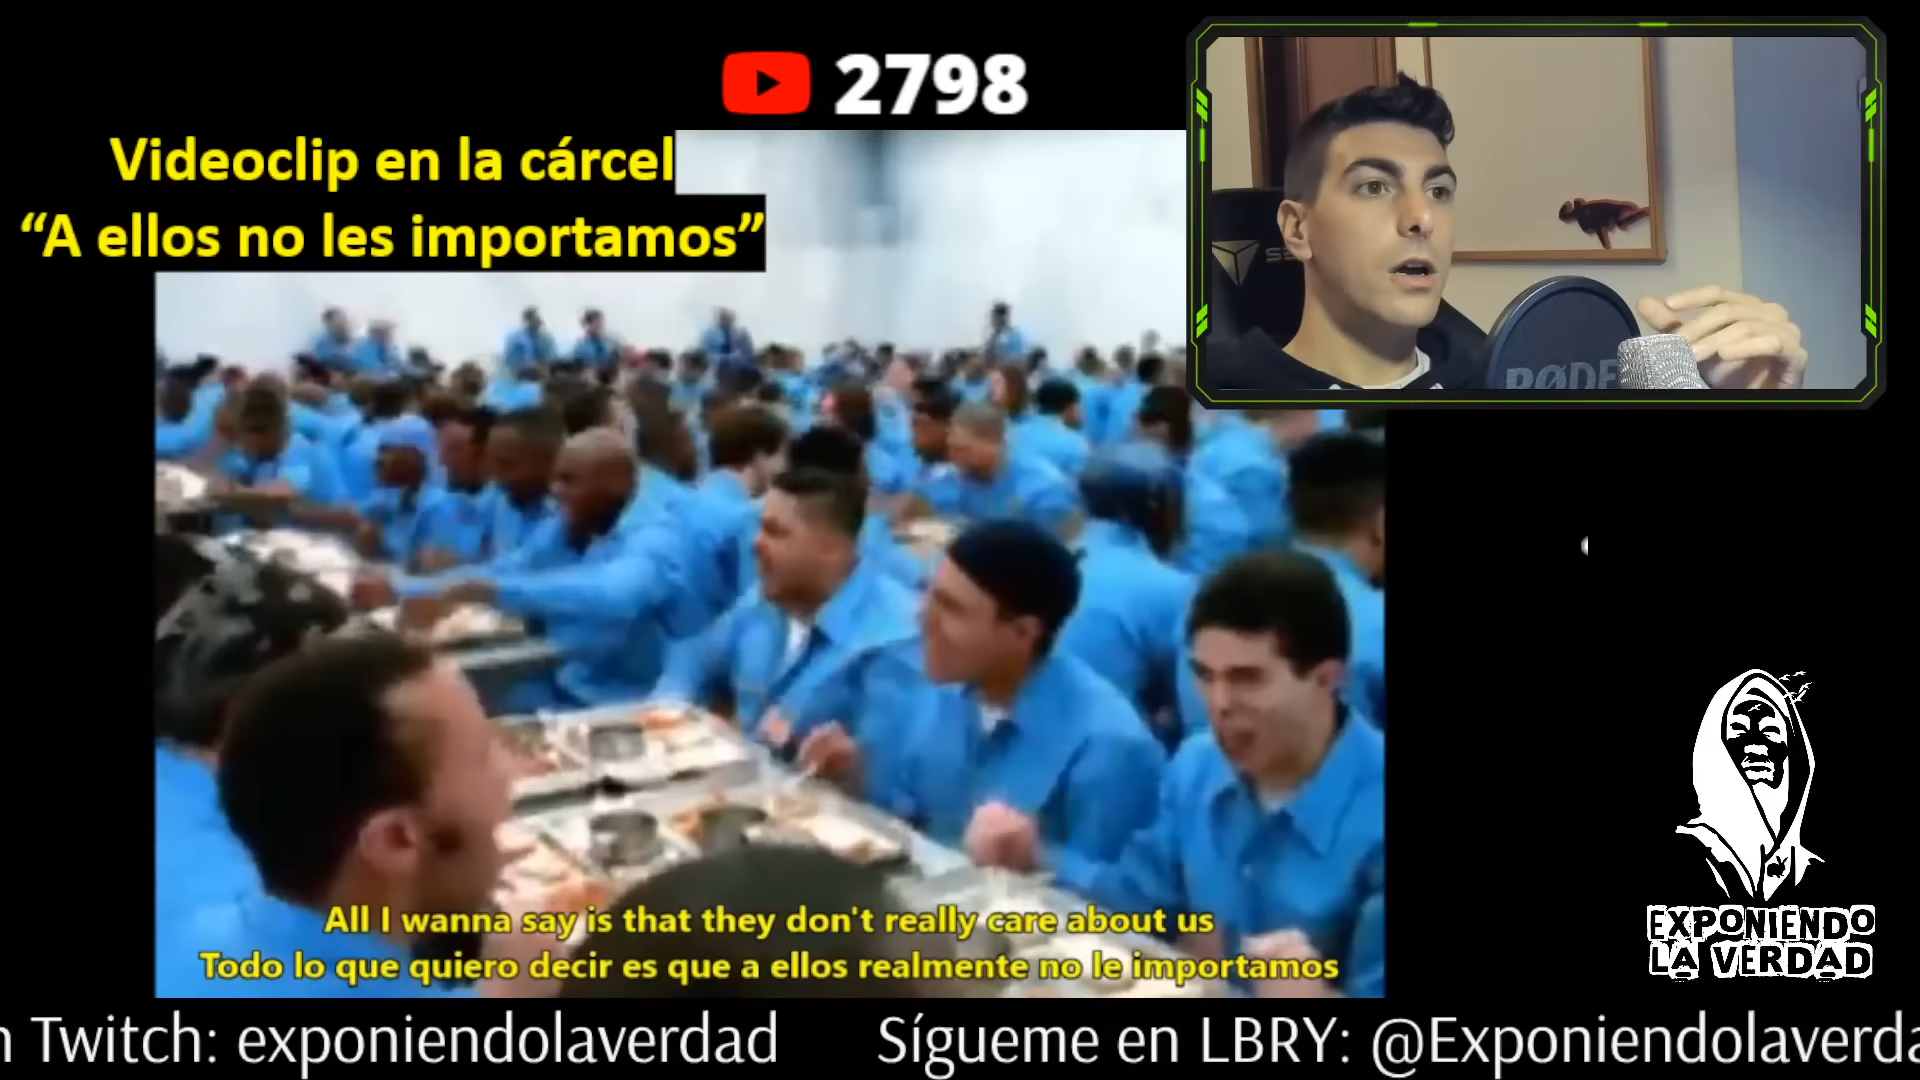 2798
Videoclip en la cárcel
“A ellos no les importamos”
RØDE
All I wanna say is that they don't really care about us
Todo lo que quiero decir es que a ellos realmente no le importamos
EXPONIENDO
LA VERDAD
n Twitch: exponiendolaverdad Sígueme en LBRY: @Exponiendolaverda